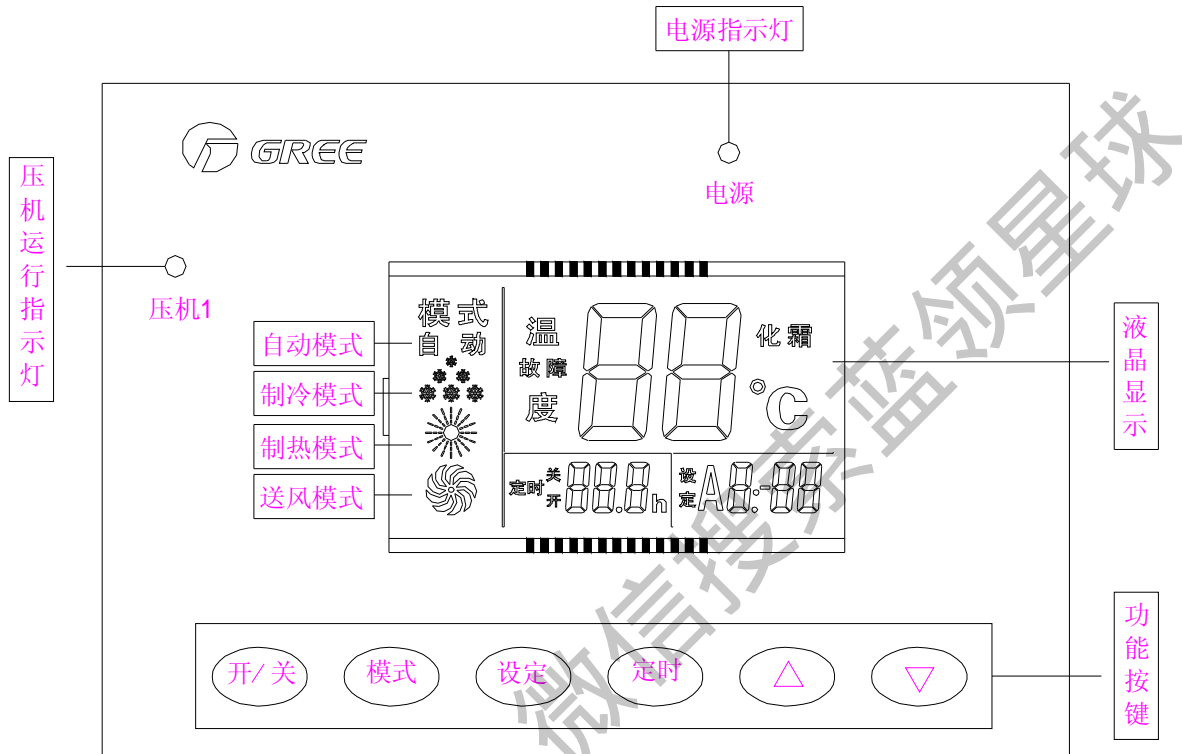 电源指示灯
GREE
电源
压机运行指示灯
压机1
模式
自动
自动模式
制冷模式
制热模式
送风模式
温度
故障
化霜
88
°C
定时
关
开
88.8h
设定
A8:88
液晶显示
开/关
模式
设定
定时
△
▽
功能按键
微信搜索蓝领星球